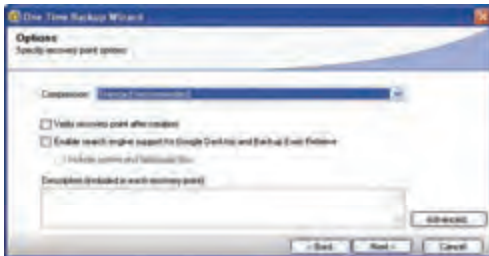 One Time Backup Wizard
Options
Specify recovery point options
Compression: Standard (recommended)
Verify recovery point after creation
Enable search engine support for Google Desktop and Backup Exec Retrieve
Include system and temporary files
Description (included in each recovery point)
Advanced
< Back
Next >
Cancel